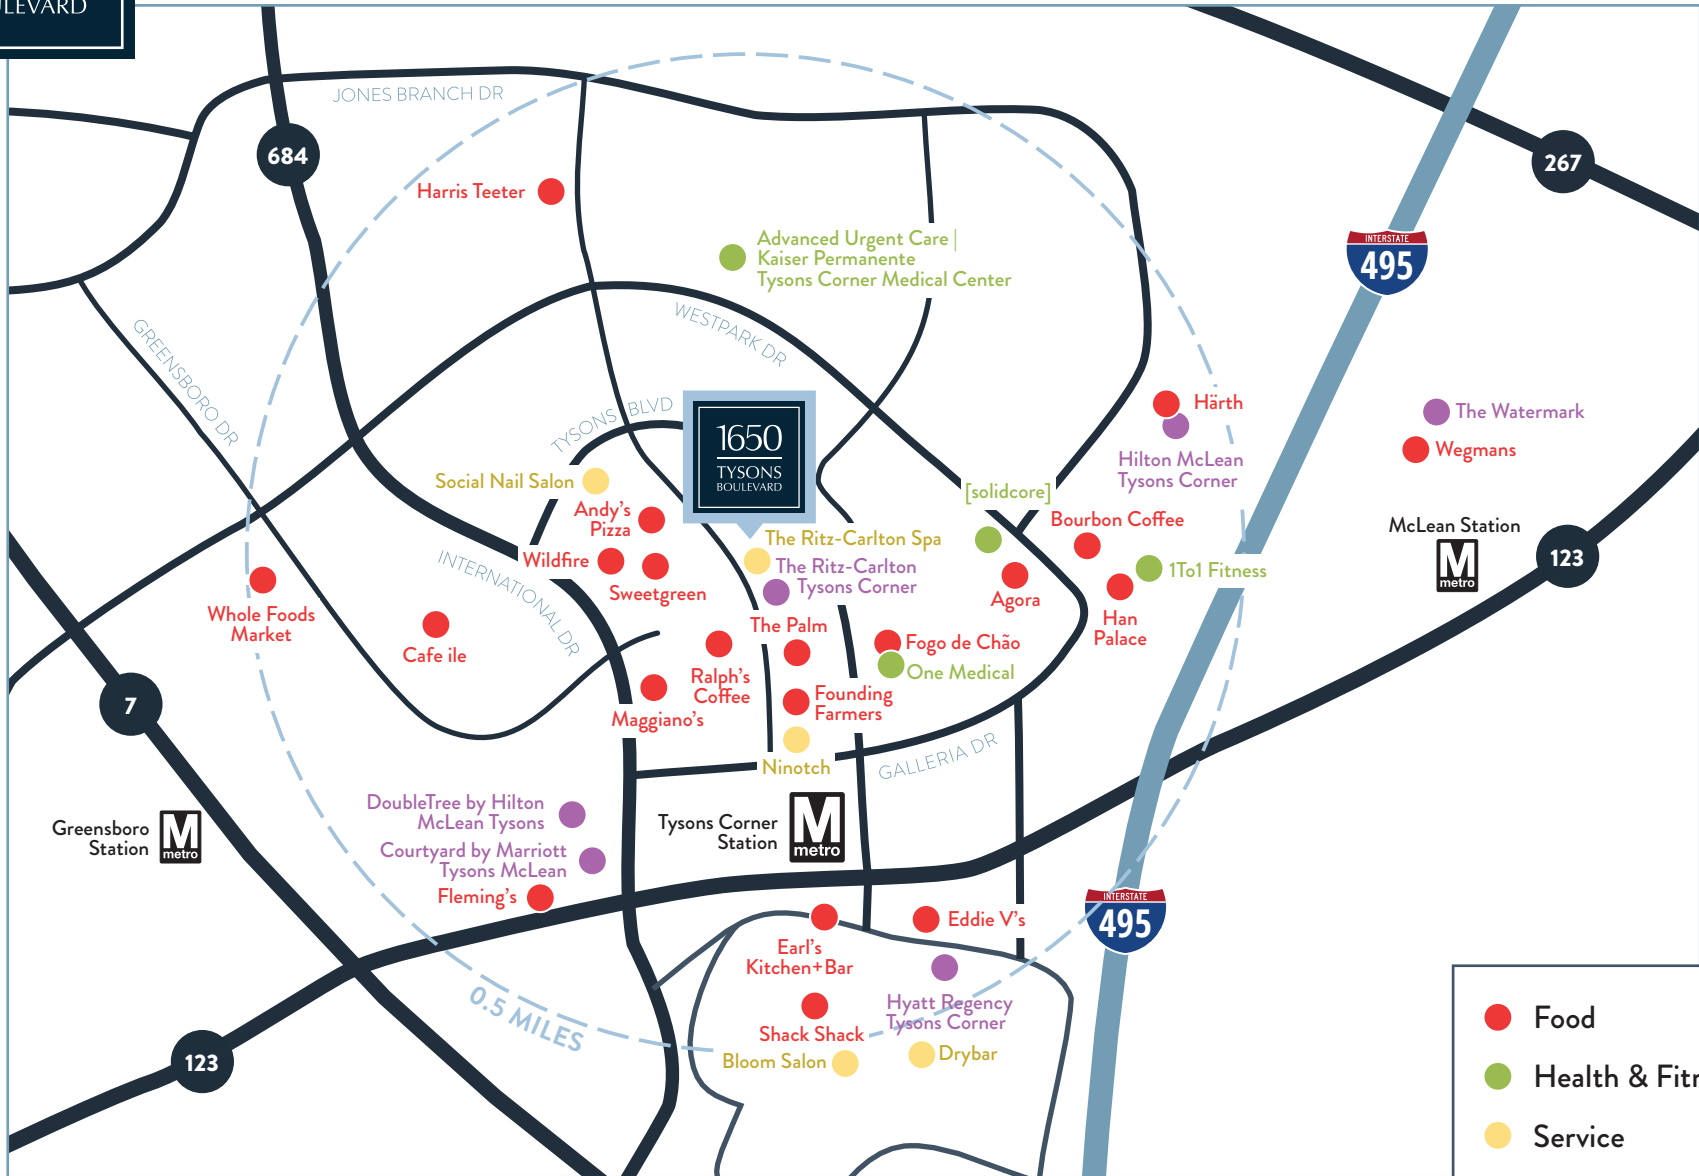 JONES BRANCH DR
684
267
Harris Teeter
Advanced Urgent Care |
Kaiser Permanente
Tysons Corner Medical Center
INTERSTATE
495
GREENSBORO DR
WESTPARK DR
TYSONS BLVD
1650
TYSONS
BOULEVARD
Härth
Hilton McLean
Tysons Corner
The Watermark
Wegmans
Social Nail Salon
Andy's
Pizza
Wildfire
Sweetgreen
[solidcore]
Bourbon Coffee
McLean Station
M
metro
123
The Ritz-Carlton Spa
The Ritz-Carlton
Tysons Corner
1To1 Fitness
Agora
Han
Palace
INTERNATIONAL DR
Whole Foods
Market
Cafe ile
The Palm
Fogo de Chão
One Medical
Ralph's
Coffee
Maggiano's
Founding
Farmers
Ninotch
GALLERIA DR
7
Greensboro
Station
M
metro
DoubleTree by Hilton
McLean Tysons
Courtyard by Marriott
Tysons McLean
Fleming's
Tysons Corner
Station
M
metro
INTERSTATE
495
Eddie V's
Earl's
Kitchen+Bar
Hyatt Regency
Tysons Corner
Shack Shack
Bloom Salon
Drybar
0.5 MILES
123
Food
Health &
Service